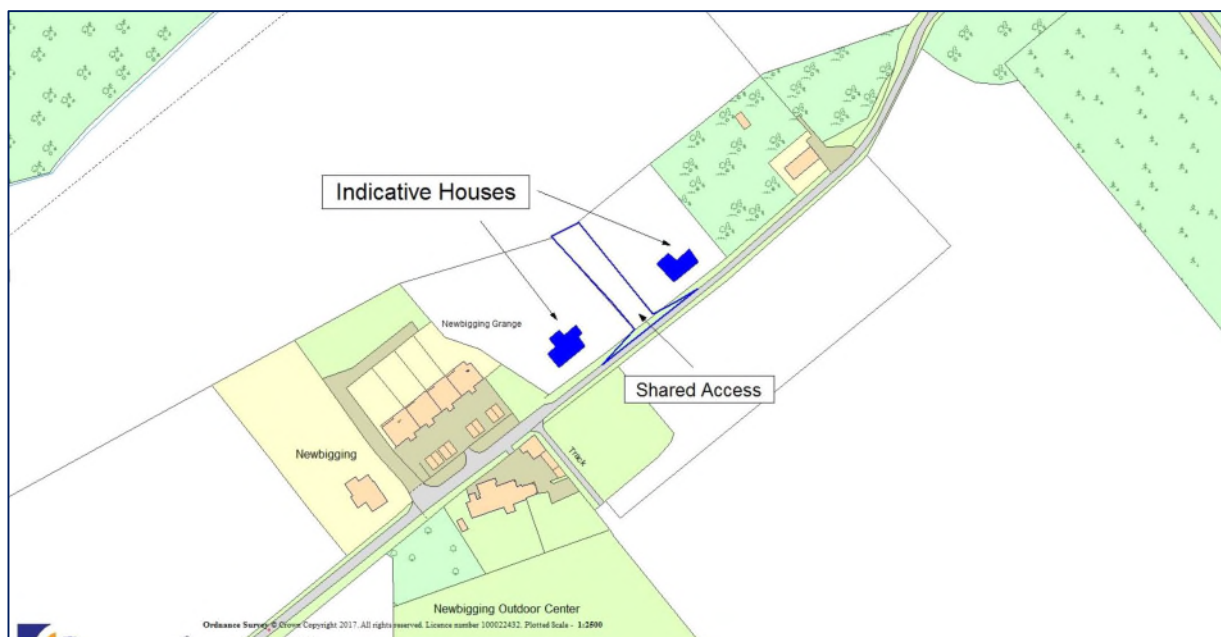 Indicative Houses
Newbigging Grange
Shared Access
Newbigging
Track
Newbigging Outdoor Center
Ordnance Survey © Crown Copyright 2017. All rights reserved. Licence number 100022432. Plotted Scale - 1:2500